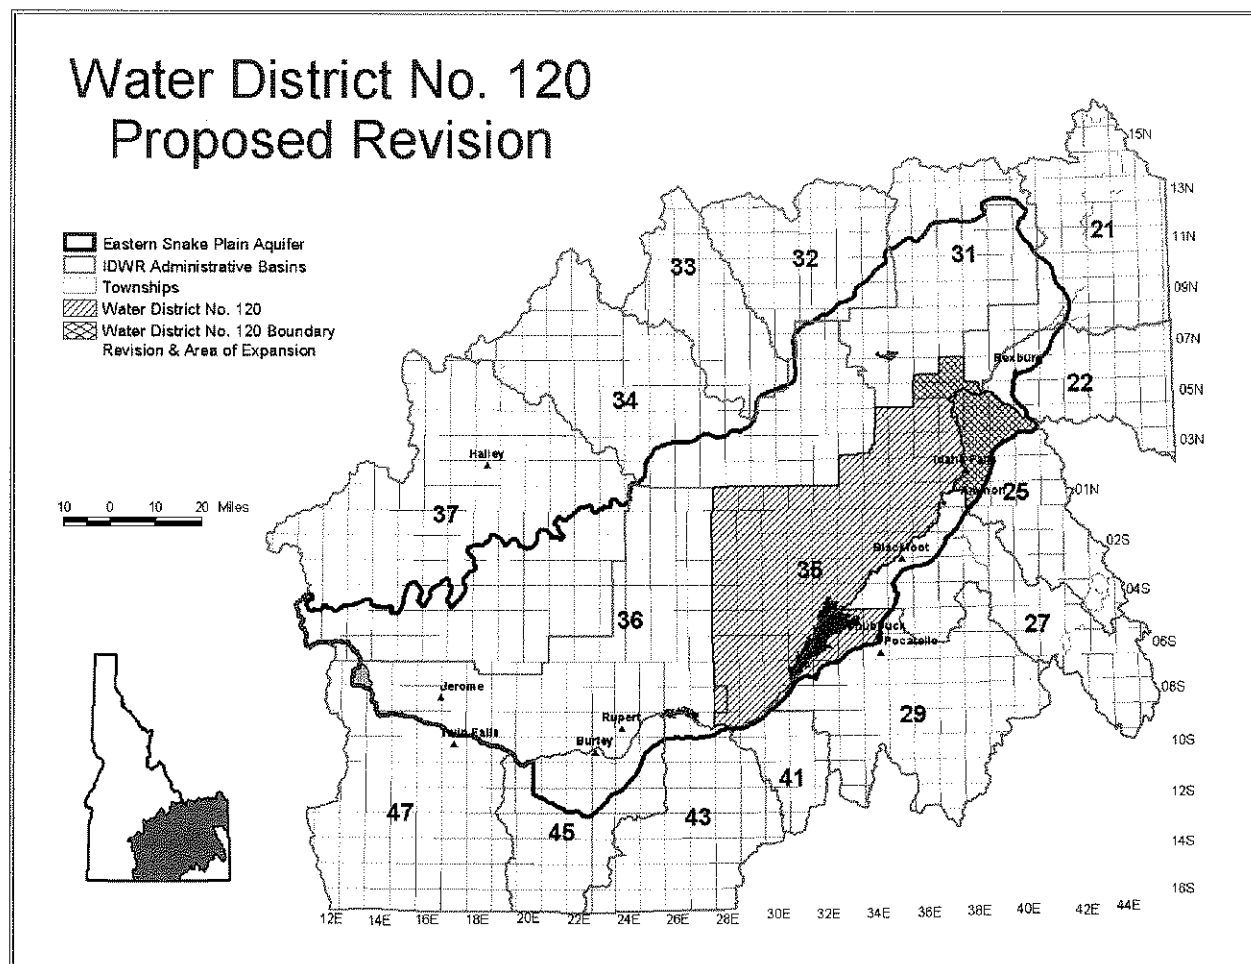 Water District No. 120
Proposed Revision
Eastern Snake Plain Aquifer
IDWR Administrative Basins
Townships
Water District No. 120
Water District No. 120 Boundary
Revision & Area of Expansion
10 0 10 20 Miles
15N
13N
11N
09N
07N
05N
03N
01N
02S
04S
06S
08S
10S
12S
14S
16S
21
31
32
33
22
34
Rexburg
Hailey
Idaho Falls
Ammon
25
37
Blackfoot
35
36
27
Chubbuck
Pocatello
Jerome
29
Rupert
Twin Falls
Burley
41
47
45
43
12E 14E 16E 18E 20E 22E 24E 26E 28E 30E 32E 34E 36E 38E 40E 42E 44E